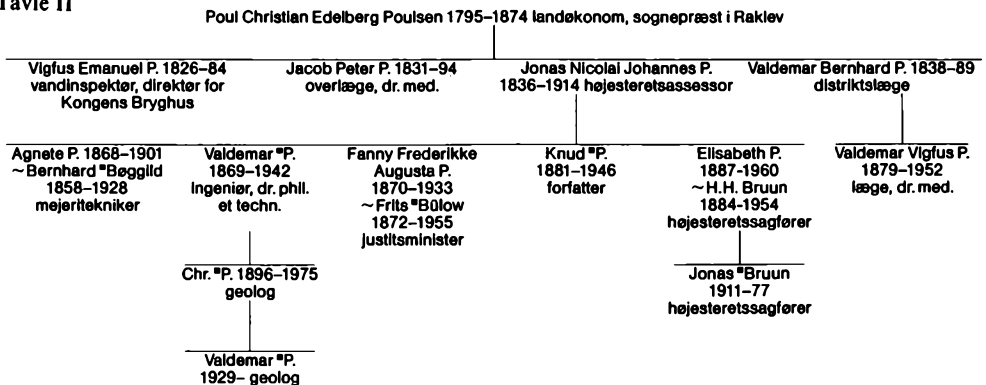 Tavle II
Poul Christian Edelberg Poulsen 1795–1874 landøkonom, sognepræst i Raklev
Vigfus Emanuel P. 1826–84
vandinspektør, direktør for
Kongens Bryghus
Jacob Peter P. 1831–94
overlæge, dr. med.
Jonas Nicolai Johannes P.
1836–1914 højesteretsassessor
Valdemar Bernhard P. 1838–89
distriktslæge
Agnete P. 1868–1901
~Bernhard *Bøggild
1858–1928
mejeritekniker
Valdemar *P.
1869–1942
ingeniør, dr. phil.
et techn.
Fanny Frederikke
Augusta P.
1870–1933
~Frits *Bülow
1872–1955
justitsminister
Knud *P.
1881–1946
forfatter
Elisabeth P.
1887-1960
~H.H. Bruun
1884-1954
højesteretssagfører
Valdemar Vigfus P.
1879–1952
læge, dr. med.
Chr. *P. 1896–1975
geolog
Jonas *Bruun
1911–77
højesteretssagfører
Valdemar *P.
1929– geolog